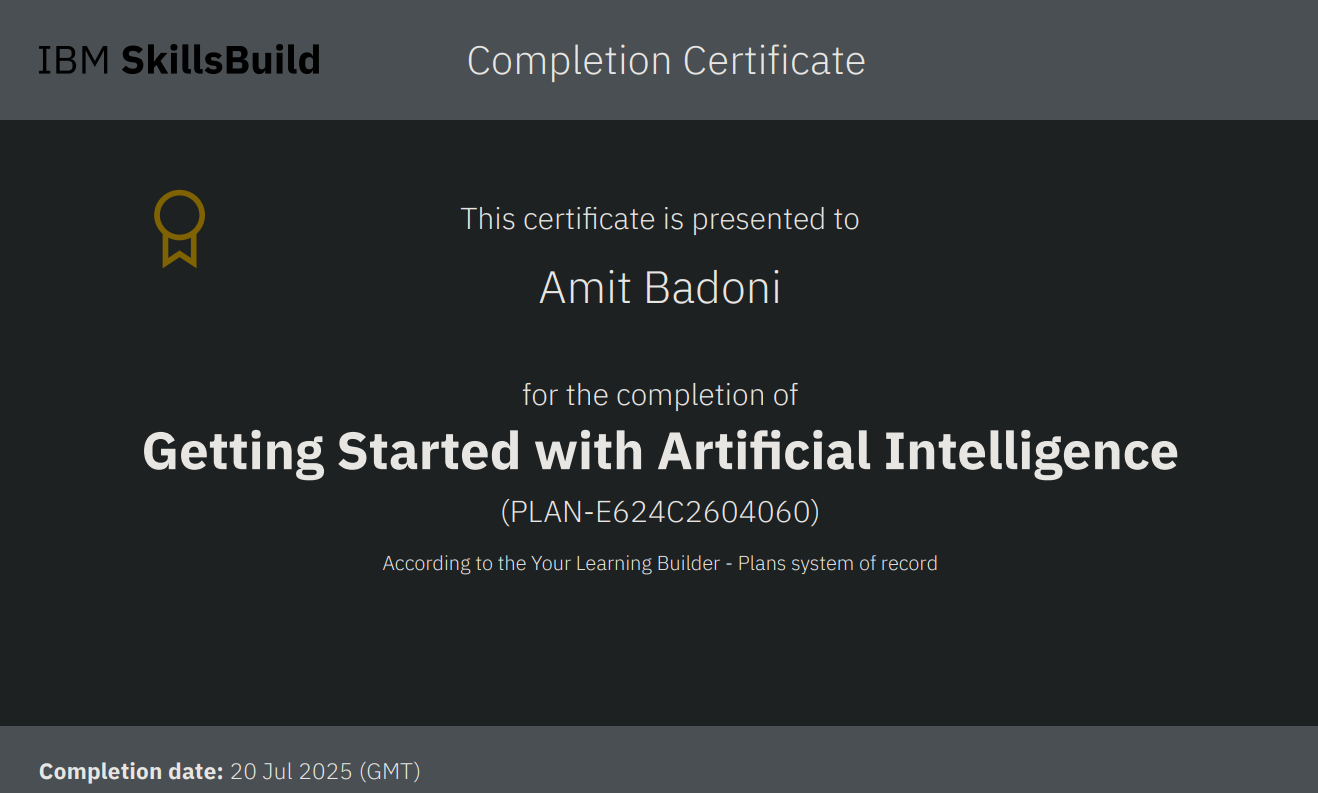 IBM SkillsBuild
Completion Certificate
This certificate is presented to
Amit Badoni
for the completion of
Getting Started with Artificial Intelligence
(PLAN-E624C2604060)
According to the Your Learning Builder - Plans system of record
Completion date: 20 Jul 2025 (GMT)